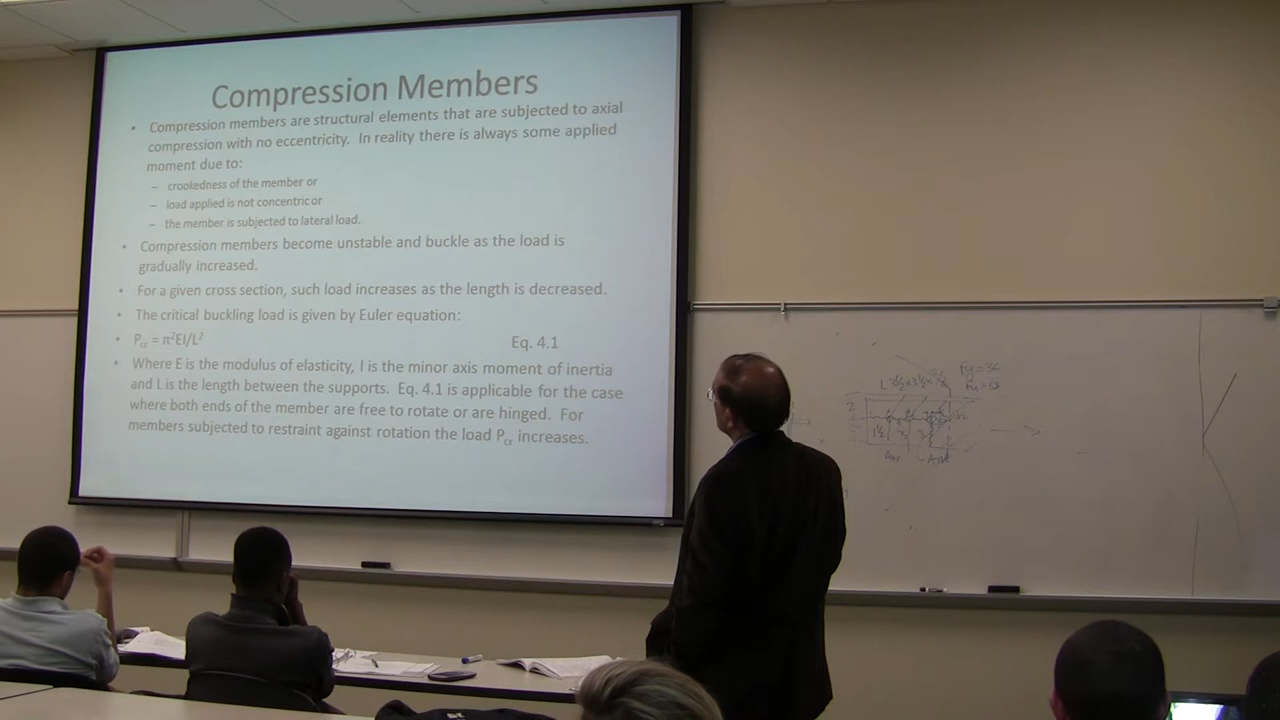 Compression Members
• Compression members are structural elements that are subjected to axial
compression with no eccentricity. In reality there is always some applied
moment due to:
– crookedness of the member or
– load applied is not concentric or
– the member is subjected to lateral load.
• Compression members become unstable and buckle as the load is
gradually increased.
• For a given cross section, such load increases as the length is decreased.
• The critical buckling load is given by Euler equation:
• Pcr = π²EI/L² Eq. 4.1
• Where E is the modulus of elasticity, I is the minor axis moment of inertia
and L is the length between the supports. Eq. 4.1 is applicable for the case
where both ends of the member are free to rotate or are hinged. For
members subjected to restraint against rotation the load Pcr increases.
Fy=36
Fu=58
1½